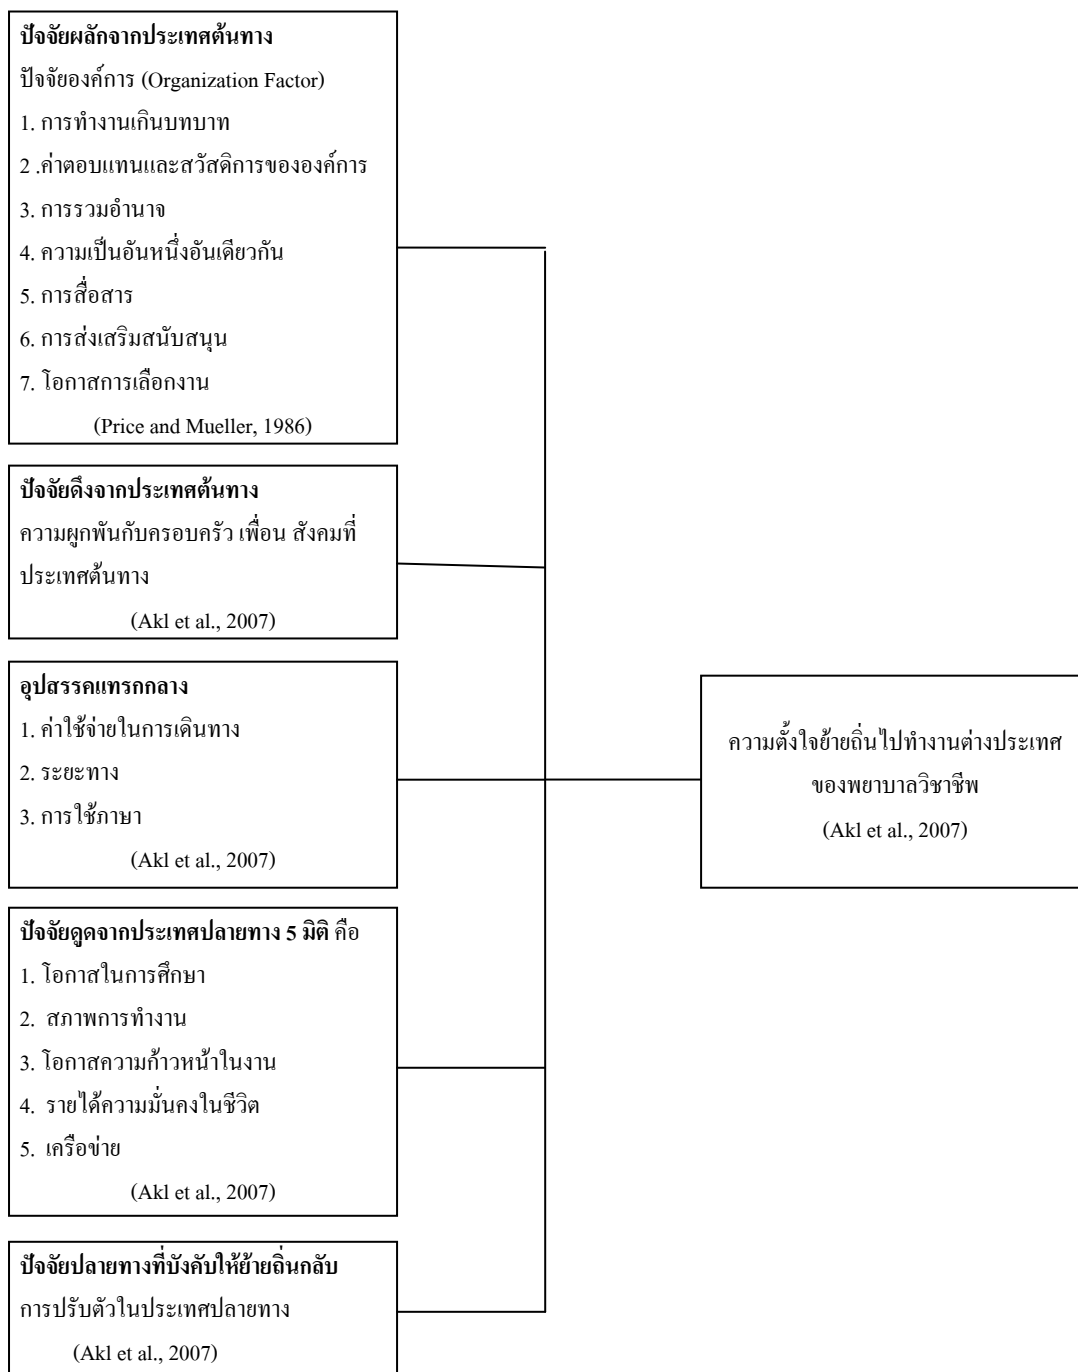 ปัจจัยผลักจากประเทศต้นทาง
ปัจจัยองค์การ (Organization Factor)
1. การทำงานเกินบทบาท
2 .ค่าตอบแทนและสวัสดิการขององค์การ
3. การรวมอำนาจ
4. ความเป็นอันหนึ่งอันเดียวกัน
5. การสื่อสาร
6. การส่งเสริมสนับสนุน
7. โอกาสการเลือกงาน
(Price and Mueller, 1986)
ปัจจัยดึงจากประเทศต้นทาง
ความผูกพันกับครอบครัว เพื่อน สังคมที่
ประเทศต้นทาง
(Akl et al., 2007)
อุปสรรคแทรกกลาง
1. ค่าใช้จ่ายในการเดินทาง
2. ระยะทาง
3. การใช้ภาษา
(Akl et al., 2007)
ปัจจัยดูดจากประเทศปลายทาง 5 มิติ คือ
1. โอกาสในการศึกษา
2. สภาพการทำงาน
3. โอกาสความก้าวหน้าในงาน
4. รายได้ความมั่นคงในชีวิต
5. เครือข่าย
(Akl et al., 2007)
ปัจจัยปลายทางที่บังคับให้ย้ายถิ่นกลับ
การปรับตัวในประเทศปลายทาง
(Akl et al., 2007)
ความตั้งใจย้ายถิ่นไปทำงานต่างประเทศ
ของพยาบาลวิชาชีพ
(Akl et al., 2007)